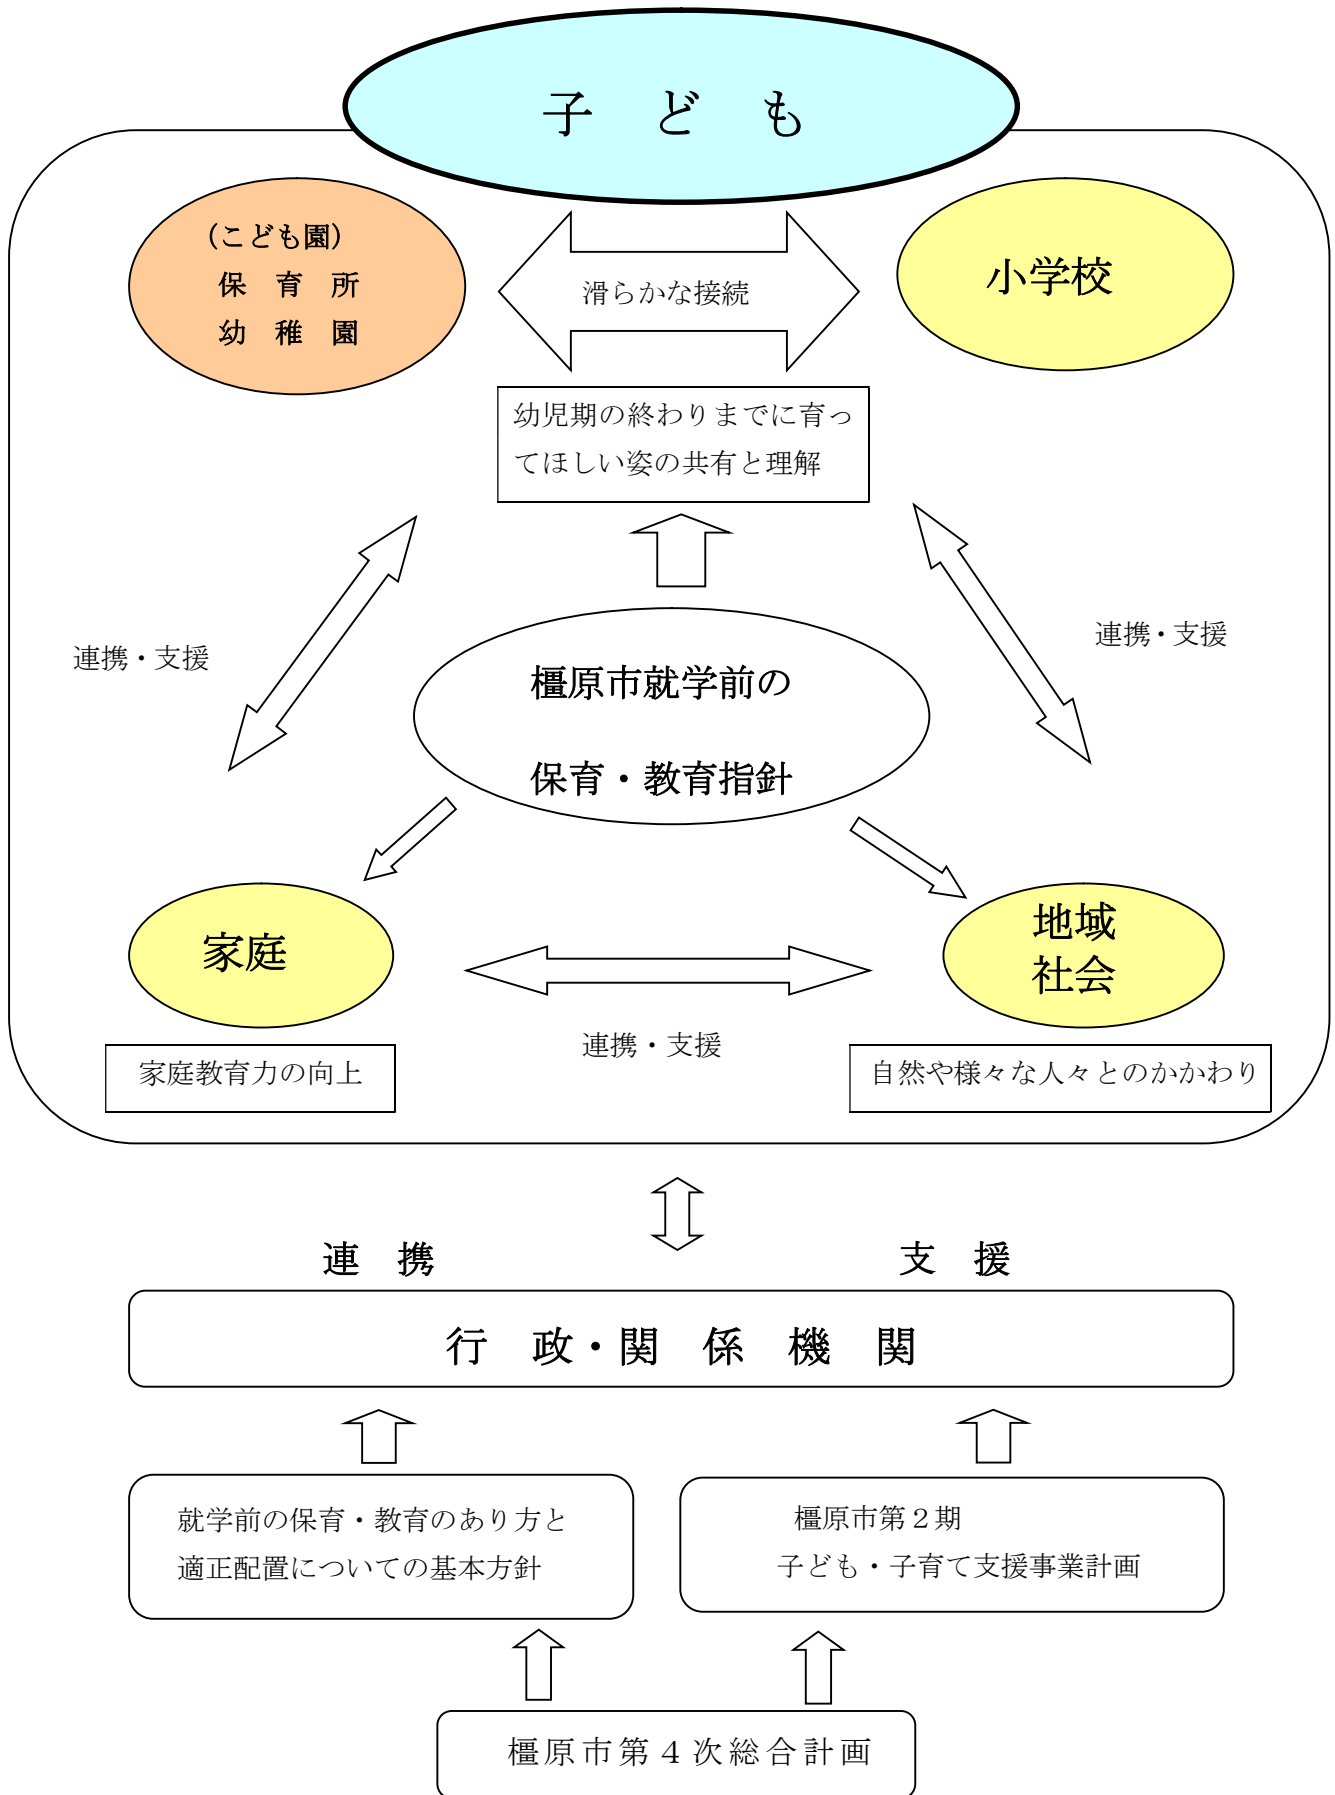 子　ど　も
（こども園）
保　育　所
幼　稚　園
滑らかな接続
小学校
幼児期の終わりまでに育っ
てほしい姿の共有と理解
連携・支援
連携・支援
橿原市就学前の
保育・教育指針
家庭
地域
社会
連携・支援
家庭教育力の向上
自然や様々な人々とのかかわり
連　携
支　援
行　政・関　係　機　関
就学前の保育・教育のあり方と
適正配置についての基本方針
橿原市第２期
子ども・子育て支援事業計画
橿原市第４次総合計画